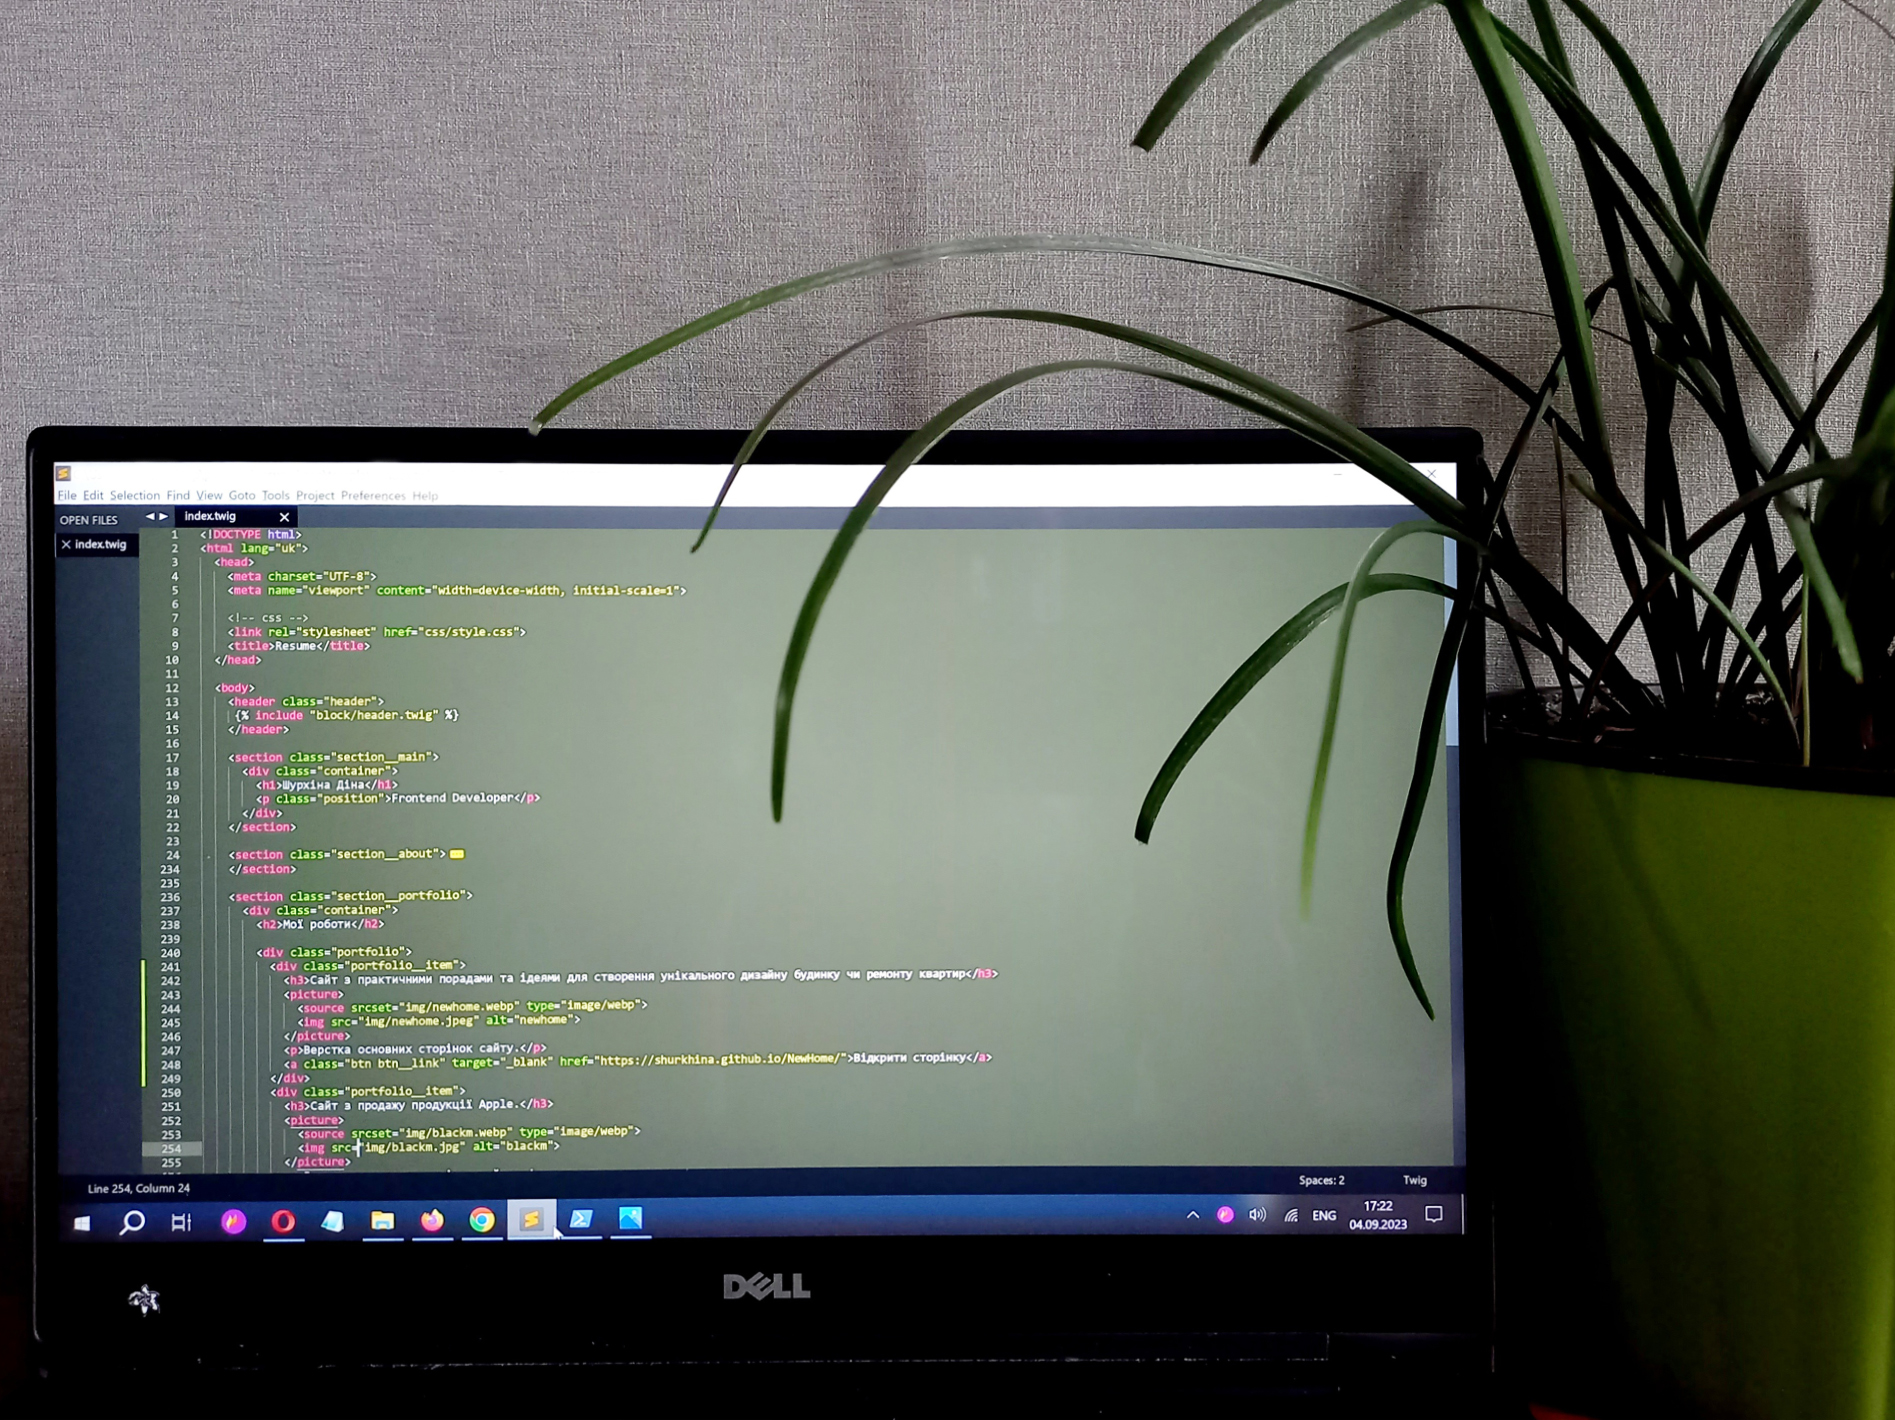 File Edit Selection Find View Goto Tools Project Preferences Help
OPEN FILES
index.twig
index.twig
1 <!DOCTYPE html>
2 <html lang="uk">
3 <head>
4 <meta charset="UTF-8">
5 <meta name="viewport" content="width=device-width, initial-scale=1">
6
7 <!-- css -->
8 <link rel="stylesheet" href="css/style.css">
9 <title>Resume</title>
10 </head>
11
12 <body>
13 <header class="header">
14 {% include "block/header.twig" %}
15 </header>
16
17 <section class="section__main">
18 <div class="container">
19 <h1>Шурхіна Діна</h1>
20 <p class="position">Frontend Developer</p>
21 </div>
22 </section>
23
24 <section class="section__about">
234 </section>
235
236 <section class="section__portfolio">
237 <div class="container">
238 <h2>Мої роботи</h2>
239
240 <div class="portfolio">
241 <div class="portfolio__item">
242 <h3>Сайт з практичними порадами та ідеями для створення унікального дизайну будинку чи ремонту квартир</h3>
243 <picture>
244 <source srcset="img/newhome.webp" type="image/webp">
245 <img src="img/newhome.jpeg" alt="newhome">
246 </picture>
247 <p>Верстка основних сторінок сайту.</p>
248 <a class="btn btn__link" target="_blank" href="https://shurkhina.github.io/NewHome/">Відкрити сторінку</a>
249 </div>
250 <div class="portfolio__item">
251 <h3>Сайт з продажу продукції Apple.</h3>
252 <picture>
253 <source srcset="img/blackm.webp" type="image/webp">
254 <img src="img/blackm.jpg" alt="blackm">
255 </picture>
Line 254, Column 24
Spaces: 2
Twig
ENG
17:22
04.09.2023
DELL